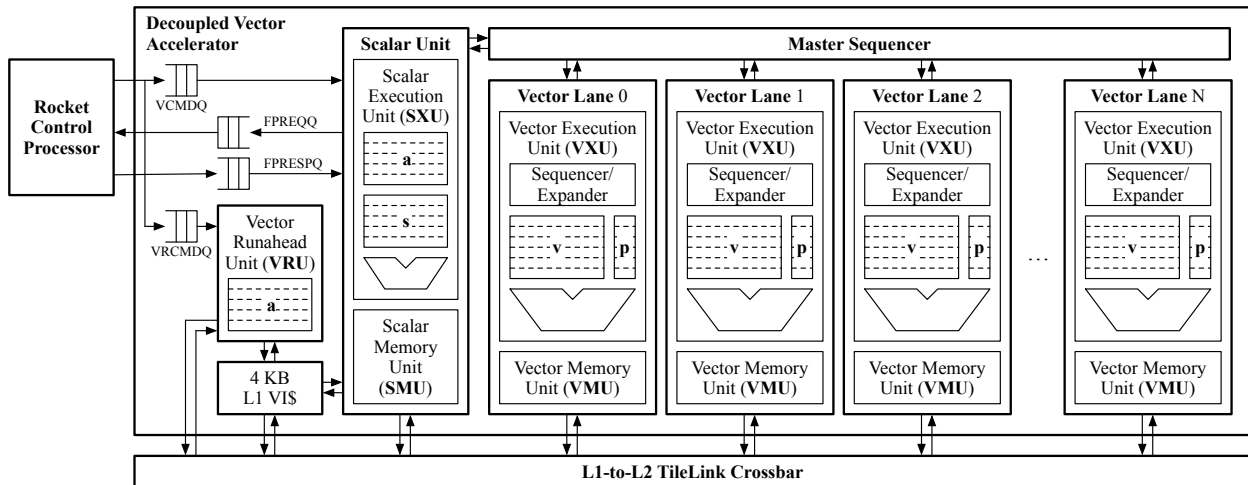 Decoupled Vector
Accelerator
Rocket
Control
Processor
VCMDQ
FPREQQ
FPRESPQ
VRCMDQ
Vector
Runahead
Unit (VRU)
a
4 KB
L1 VI$
Scalar Unit
Scalar
Execution
Unit (SXU)
a
s
Scalar
Memory
Unit
(SMU)
Master Sequencer
Vector Lane 0
Vector Execution
Unit (VXU)
Sequencer/
Expander
v p
Vector Memory
Unit (VMU)
Vector Lane 1
Vector Execution
Unit (VXU)
Sequencer/
Expander
v p
Vector Memory
Unit (VMU)
Vector Lane 2
Vector Execution
Unit (VXU)
Sequencer/
Expander
v p
Vector Memory
Unit (VMU)
...
Vector Lane N
Vector Execution
Unit (VXU)
Sequencer/
Expander
v p
Vector Memory
Unit (VMU)
L1-to-L2 TileLink Crossbar